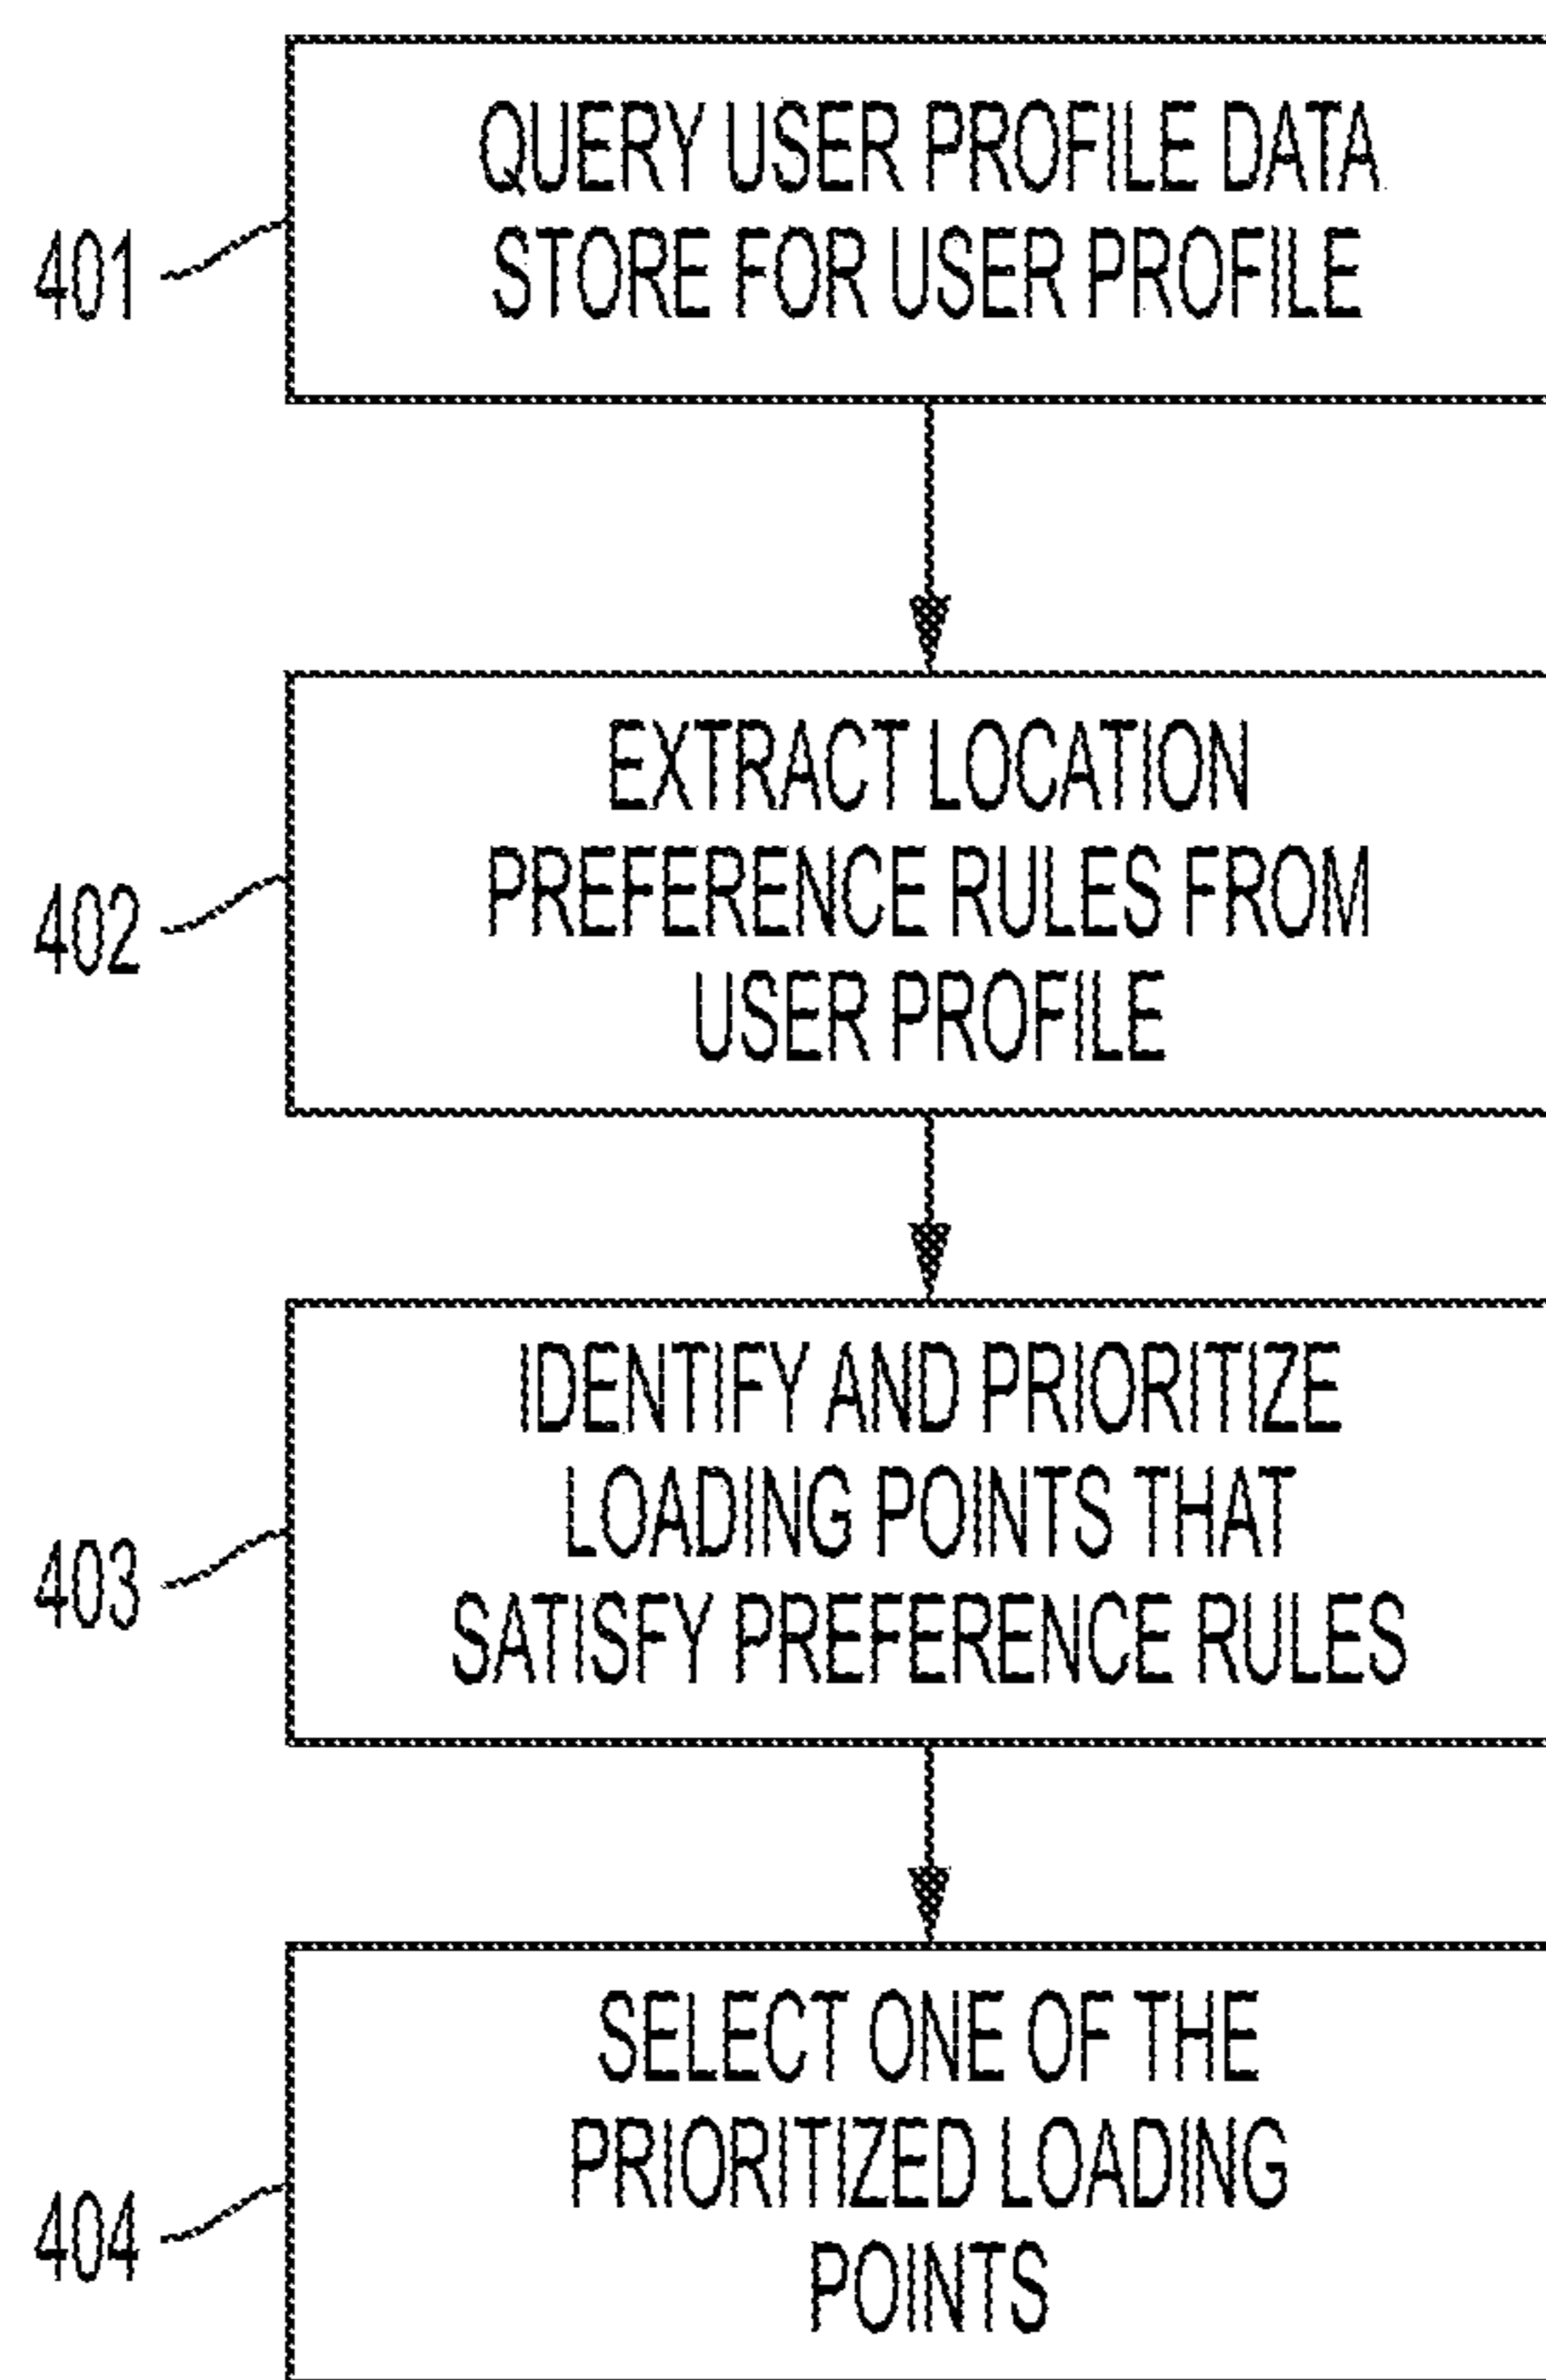 QUERY USER PROFILE DATA
STORE FOR USER PROFILE
401
EXTRACT LOCATION
PREFERENCE RULES FROM
USER PROFILE
402
IDENTIFY AND PRIORITIZE
LOADING POINTS THAT
SATISFY PREFERENCE RULES
403
SELECT ONE OF THE
PRIORITIZED LOADING
POINTS
404